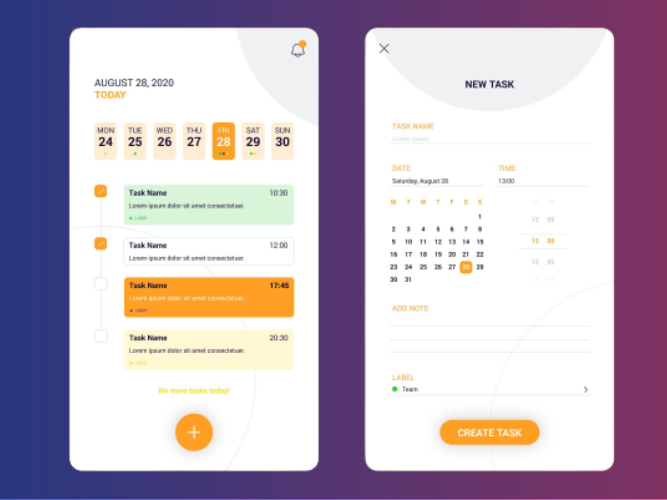 AUGUST 28, 2020
TODAY
MON TUE WED THU FRI SAT SUN
24 25 26 27 28 29 30
Task Name 10:30
Lorem ipsum dolor sit amet consectetuer.
Label
Task Name 12:00
Lorem ipsum dolor sit amet consectetuer.
Task Name 17:45
Lorem ipsum dolor sit amet consectetuer.
Label
Task Name 20:30
Lorem ipsum dolor sit amet consectetuer.
Label
No more tasks today!
NEW TASK
TASK NAME
Lorem ipsum
DATE TIME
Saturday, August 28 13:00
M T W T F S S
1
2 3 4 5 6 7 8
9 10 11 12 13 14 15
16 17 18 19 20 21 22
23 24 25 26 27 28 29
30 31
13 00
13 00
13 00
ADD NOTE
LABEL
Team
CREATE TASK